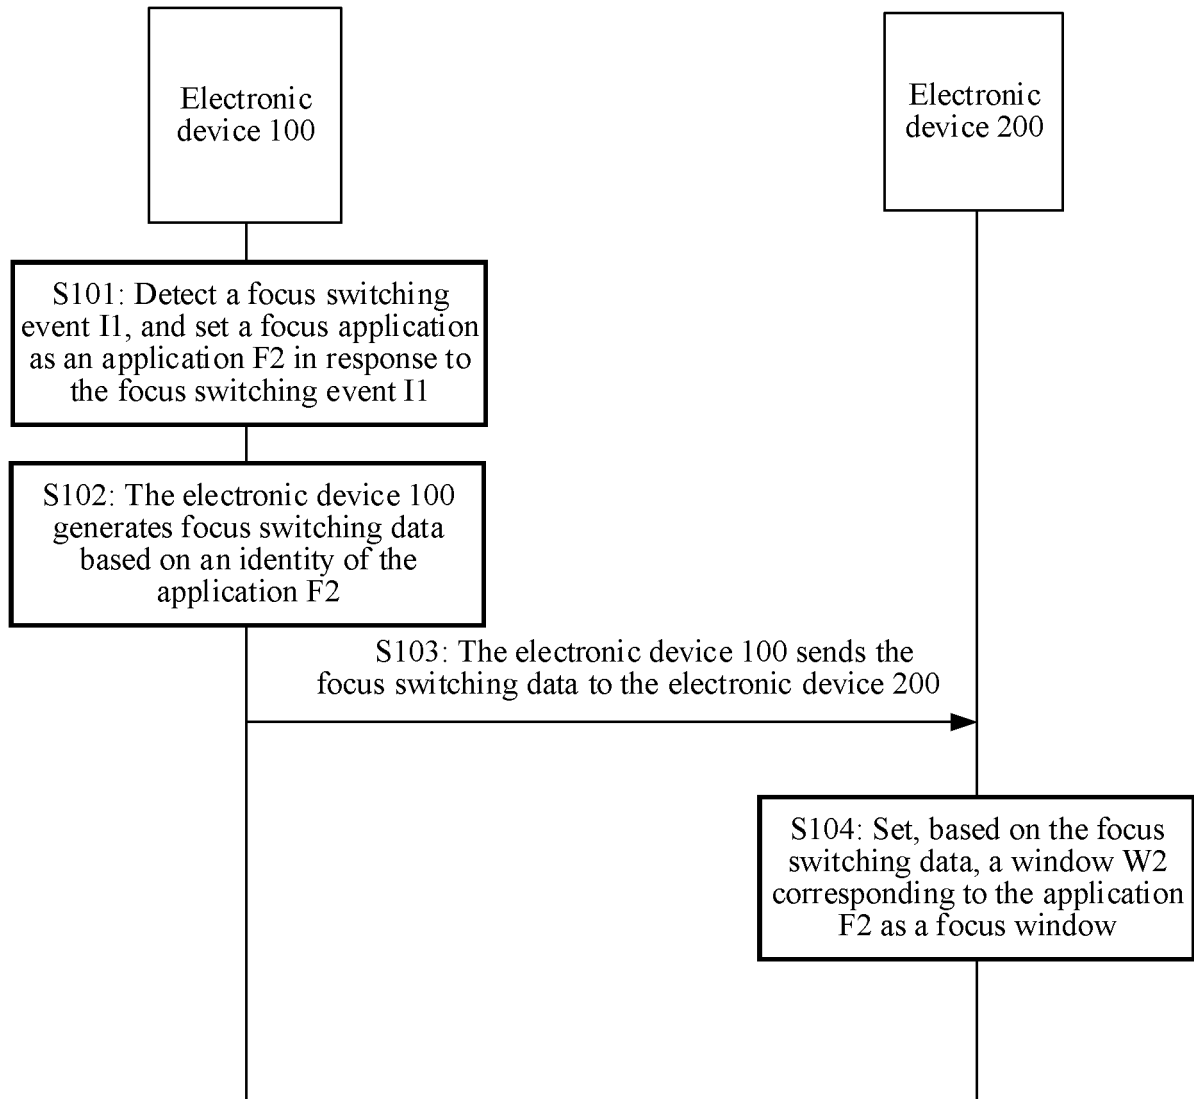 Electronic
device 100
Electronic
device 200
S101: Detect a focus switching
event I1, and set a focus application
as an application F2 in response to
the focus switching event I1
S102: The electronic device 100
generates focus switching data
based on an identity of the
application F2
S103: The electronic device 100 sends the
focus switching data to the electronic device 200
S104: Set, based on the focus
switching data, a window W2
corresponding to the application
F2 as a focus window